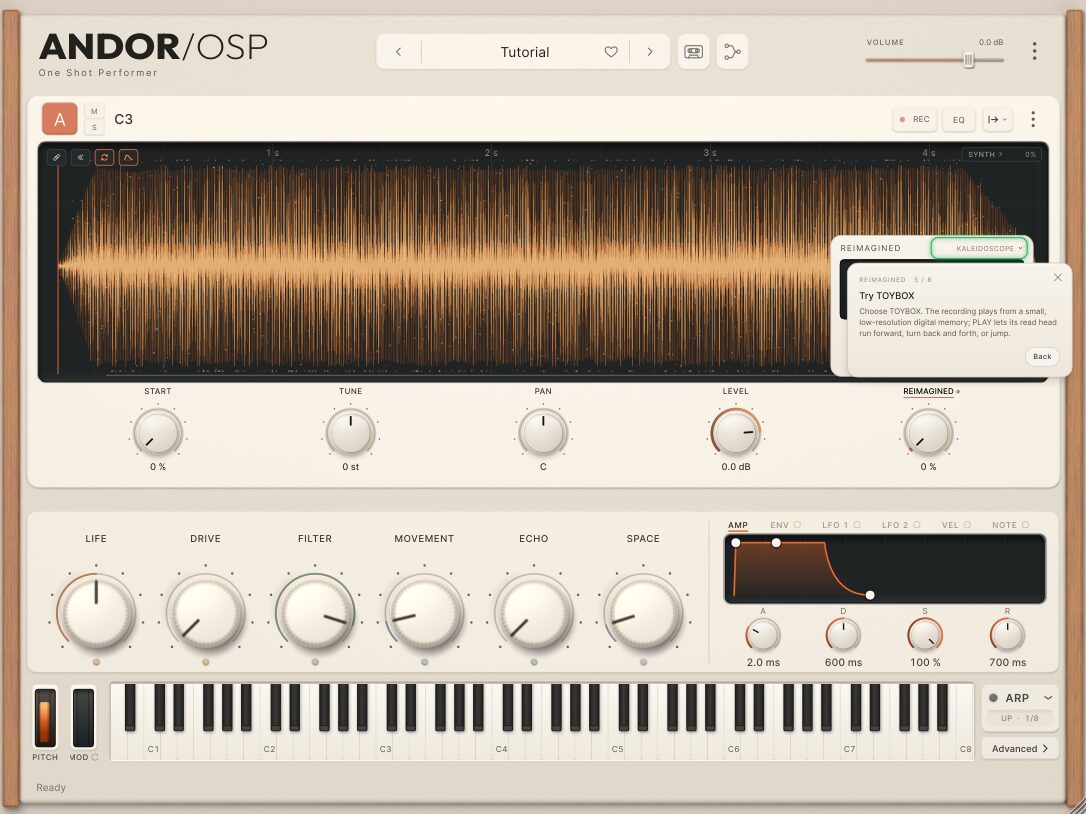 ANDOR/OSP
One Shot Performer
Tutorial
VOLUME 0.0 dB
A
M
S
C3
REC
EQ
1 s 2 s 3 s 4 s
SYNTH > 0%
REIMAGINED KALEIDOSCOPE
REIMAGINED 5 / 8
Try TOYBOX
Choose TOYBOX. The recording plays from a small,
low-resolution digital memory; PLAY lets its read head
run forward, turn back and forth, or jump.
Back
START TUNE PAN LEVEL REIMAGINED
0 % 0 st C 0.0 dB 0 %
LIFE DRIVE FILTER MOVEMENT ECHO SPACE
AMP ENV LFO 1 LFO 2 VEL NOTE
A D S R
2.0 ms 600 ms 100 % 700 ms
PITCH MOD
C1 C2 C3 C4 C5 C6 C7 C8
ARP
UP · 1/8
Advanced >
Ready